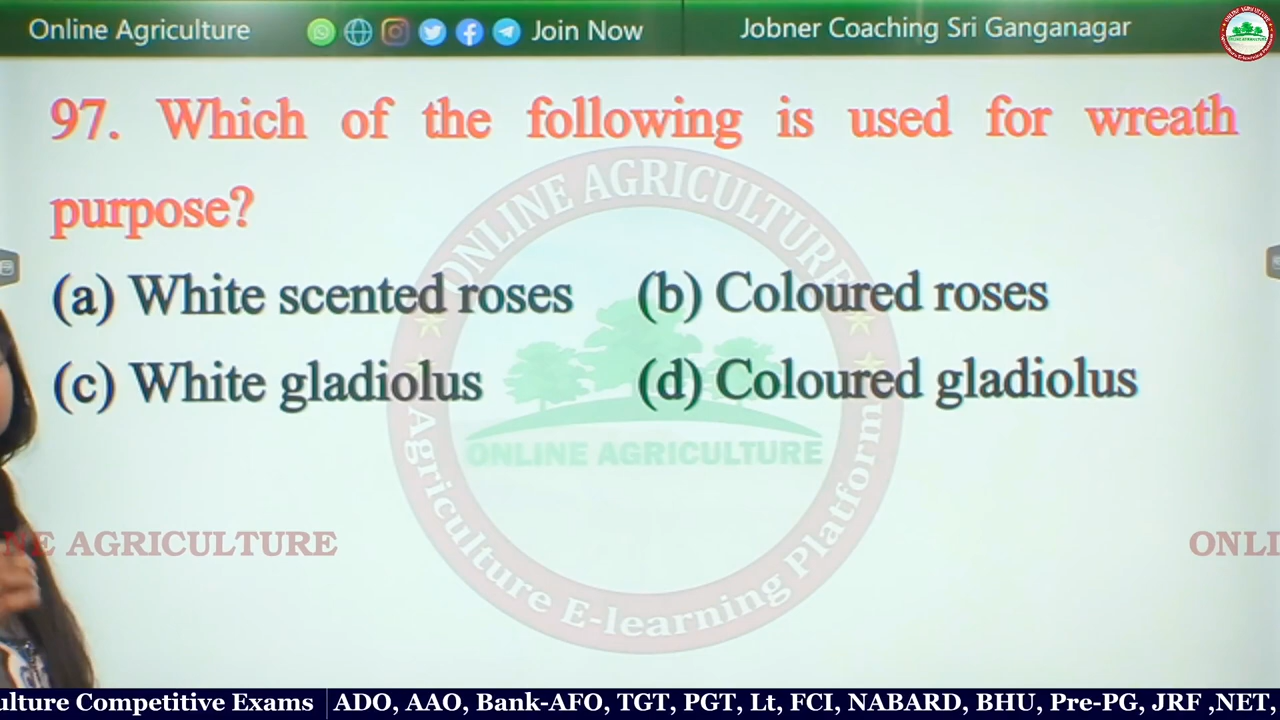 Online Agriculture Join Now Jobner Coaching Sri Ganganagar
97. Which of the following is used for wreath
purpose?
(a) White scented roses (b) Coloured roses
(c) White gladiolus (d) Coloured gladiolus
ONLINE AGRICULTURE
ONLINE AGRICULTURE
Agriculture E-learning Platform
NE AGRICULTURE ONLI
ulture Competitive Exams ADO, AAO, Bank-AFO, TGT, PGT, Lt, FCI, NABARD, BHU, Pre-PG, JRF ,NET,